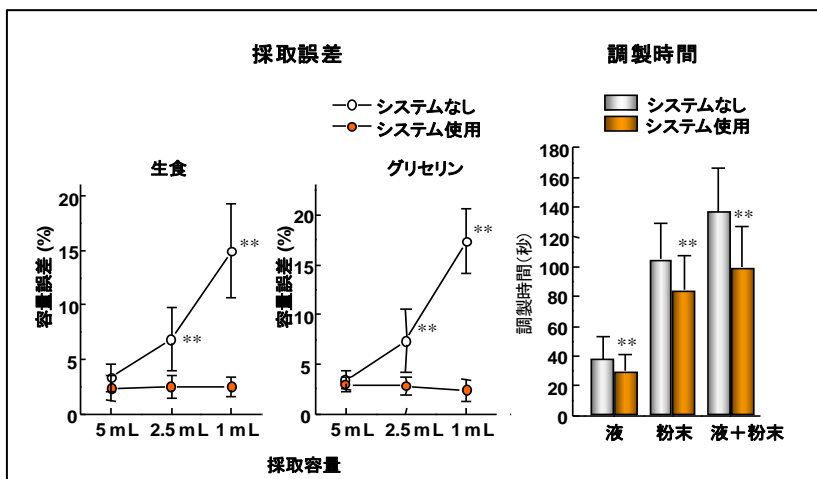 採取誤差
調製時間
システムなし
システム使用
システムなし
システム使用
生食
グリセリン
容量誤差 (%)
20
15
10
5
0
5 mL 2.5 mL 1 mL
**
**
容量誤差 (%)
20
15
10
5
0
5 mL 2.5 mL 1 mL
**
**
採取容量
調製時間(秒)
180
160
140
120
100
80
60
40
20
0
**
**
**
液 粉末 液＋粉末